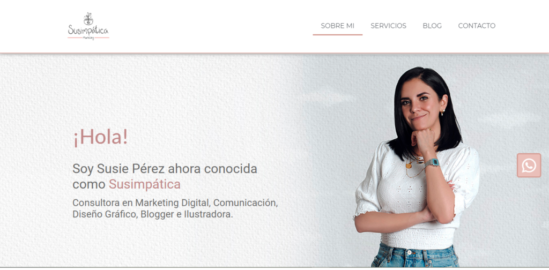 Susimpática
SOBRE MI
SERVICIOS
BLOG
CONTACTO
¡Hola!
Soy Susie Pérez ahora conocida
como Susimpática
Consultora en Marketing Digital, Comunicación,
Diseño Gráfico, Blogger e Ilustradora.